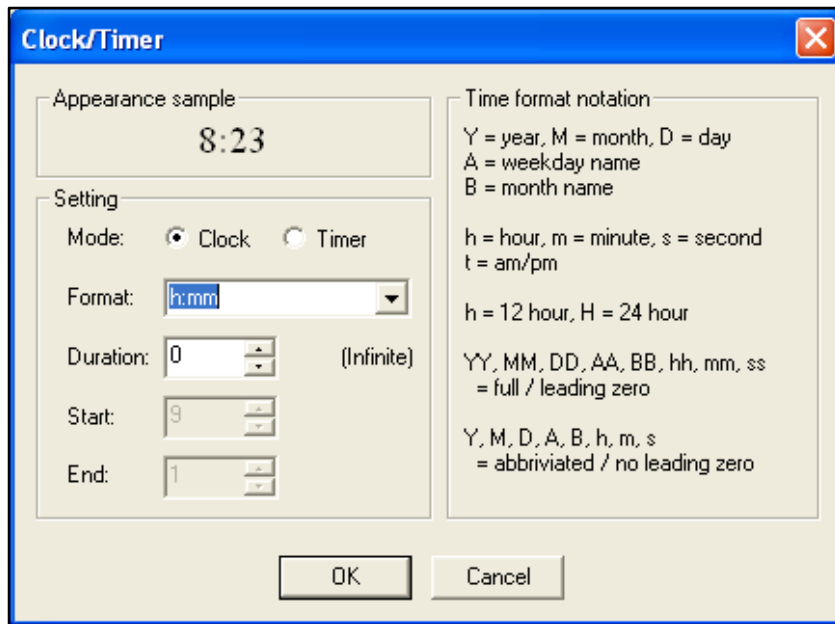 Clock/Timer
Appearance sample
8:23
Setting
Mode: Clock Timer
Format: h:mm
Duration: 0 (Infinite)
Start: 9
End: 1
Time format notation
Y = year, M = month, D = day
A = weekday name
B = month name
h = hour, m = minute, s = second
t = am/pm
h = 12 hour, H = 24 hour
YY, MM, DD, AA, BB, hh, mm, ss
= full / leading zero
Y, M, D, A, B, h, m, s
= abbriviated / no leading zero
OK Cancel